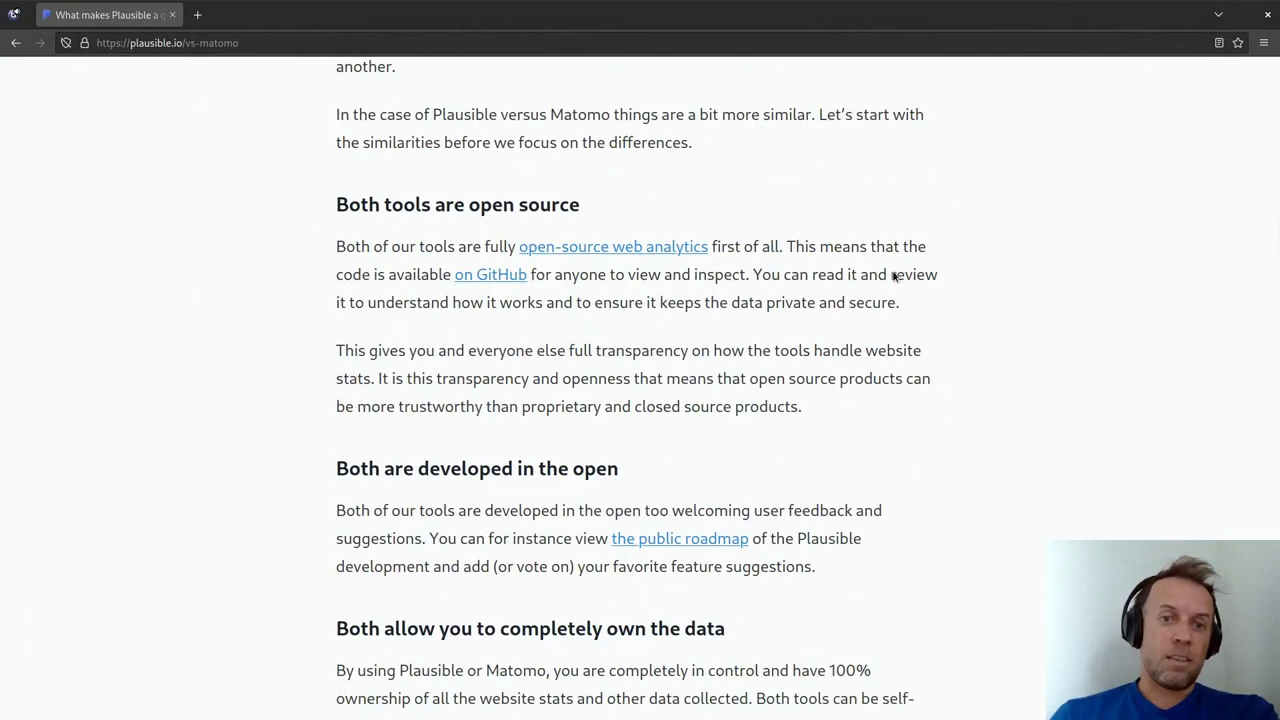 What makes Plausible a g
https://plausible.io/vs-matomo
another.
In the case of Plausible versus Matomo things are a bit more similar. Let’s start with
the similarities before we focus on the differences.
Both tools are open source
Both of our tools are fully open-source web analytics first of all. This means that the
code is available on GitHub for anyone to view and inspect. You can read it and review
it to understand how it works and to ensure it keeps the data private and secure.
This gives you and everyone else full transparency on how the tools handle website
stats. It is this transparency and openness that means that open source products can
be more trustworthy than proprietary and closed source products.
Both are developed in the open
Both of our tools are developed in the open too welcoming user feedback and
suggestions. You can for instance view the public roadmap of the Plausible
development and add (or vote on) your favorite feature suggestions.
Both allow you to completely own the data
By using Plausible or Matomo, you are completely in control and have 100%
ownership of all the website stats and other data collected. Both tools can be self-